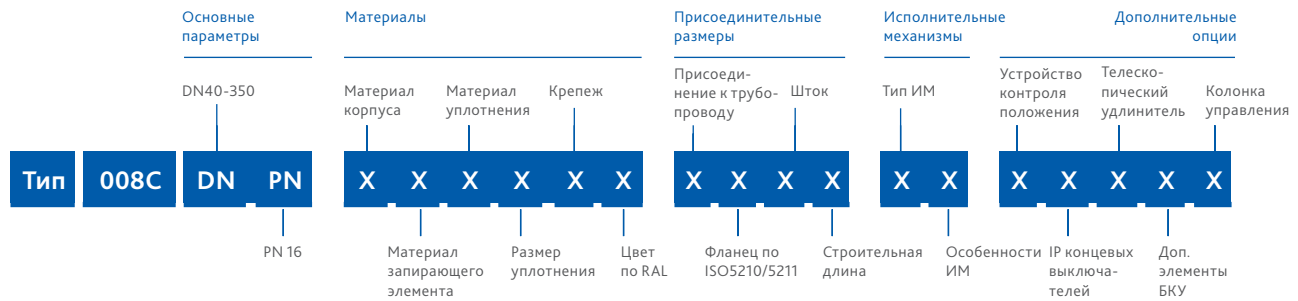 Основные
параметры
Материалы
Присоединительные
размеры
Исполнительные
механизмы
Дополнительные
опции
DN40-350
Материал
корпуса
Материал
уплотнения
Крепеж
Присоеди-
нение к трубо-
проводу
Шток
Тип ИМ
Устройство
контроля
положения
Телеско-
пический
удлинитель
Колонка
управления
Тип 008C DN PN X X X X X X X X X X X X X X X X X
PN 16
Материал
запирающего
элемента
Размер
уплотнения
Цвет
по RAL
Фланец по
ISO5210/5211
Строительная
длина
Особенности
ИМ
IP концевых
выключа-
телей
Доп.
элементы
БКУ